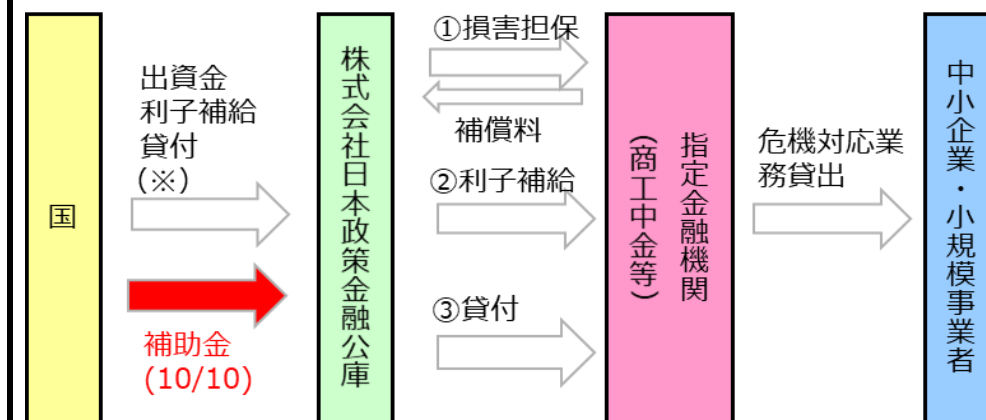 国
出資金
利子補給
貸付
(※)
補助金
(10/10)
株式会社日本政策金融公庫
①損害担保
補償料
②利子補給
③貸付
指定金融機関
(商工中金等)
危機対応業
務貸出
中小企業・小規模事業者